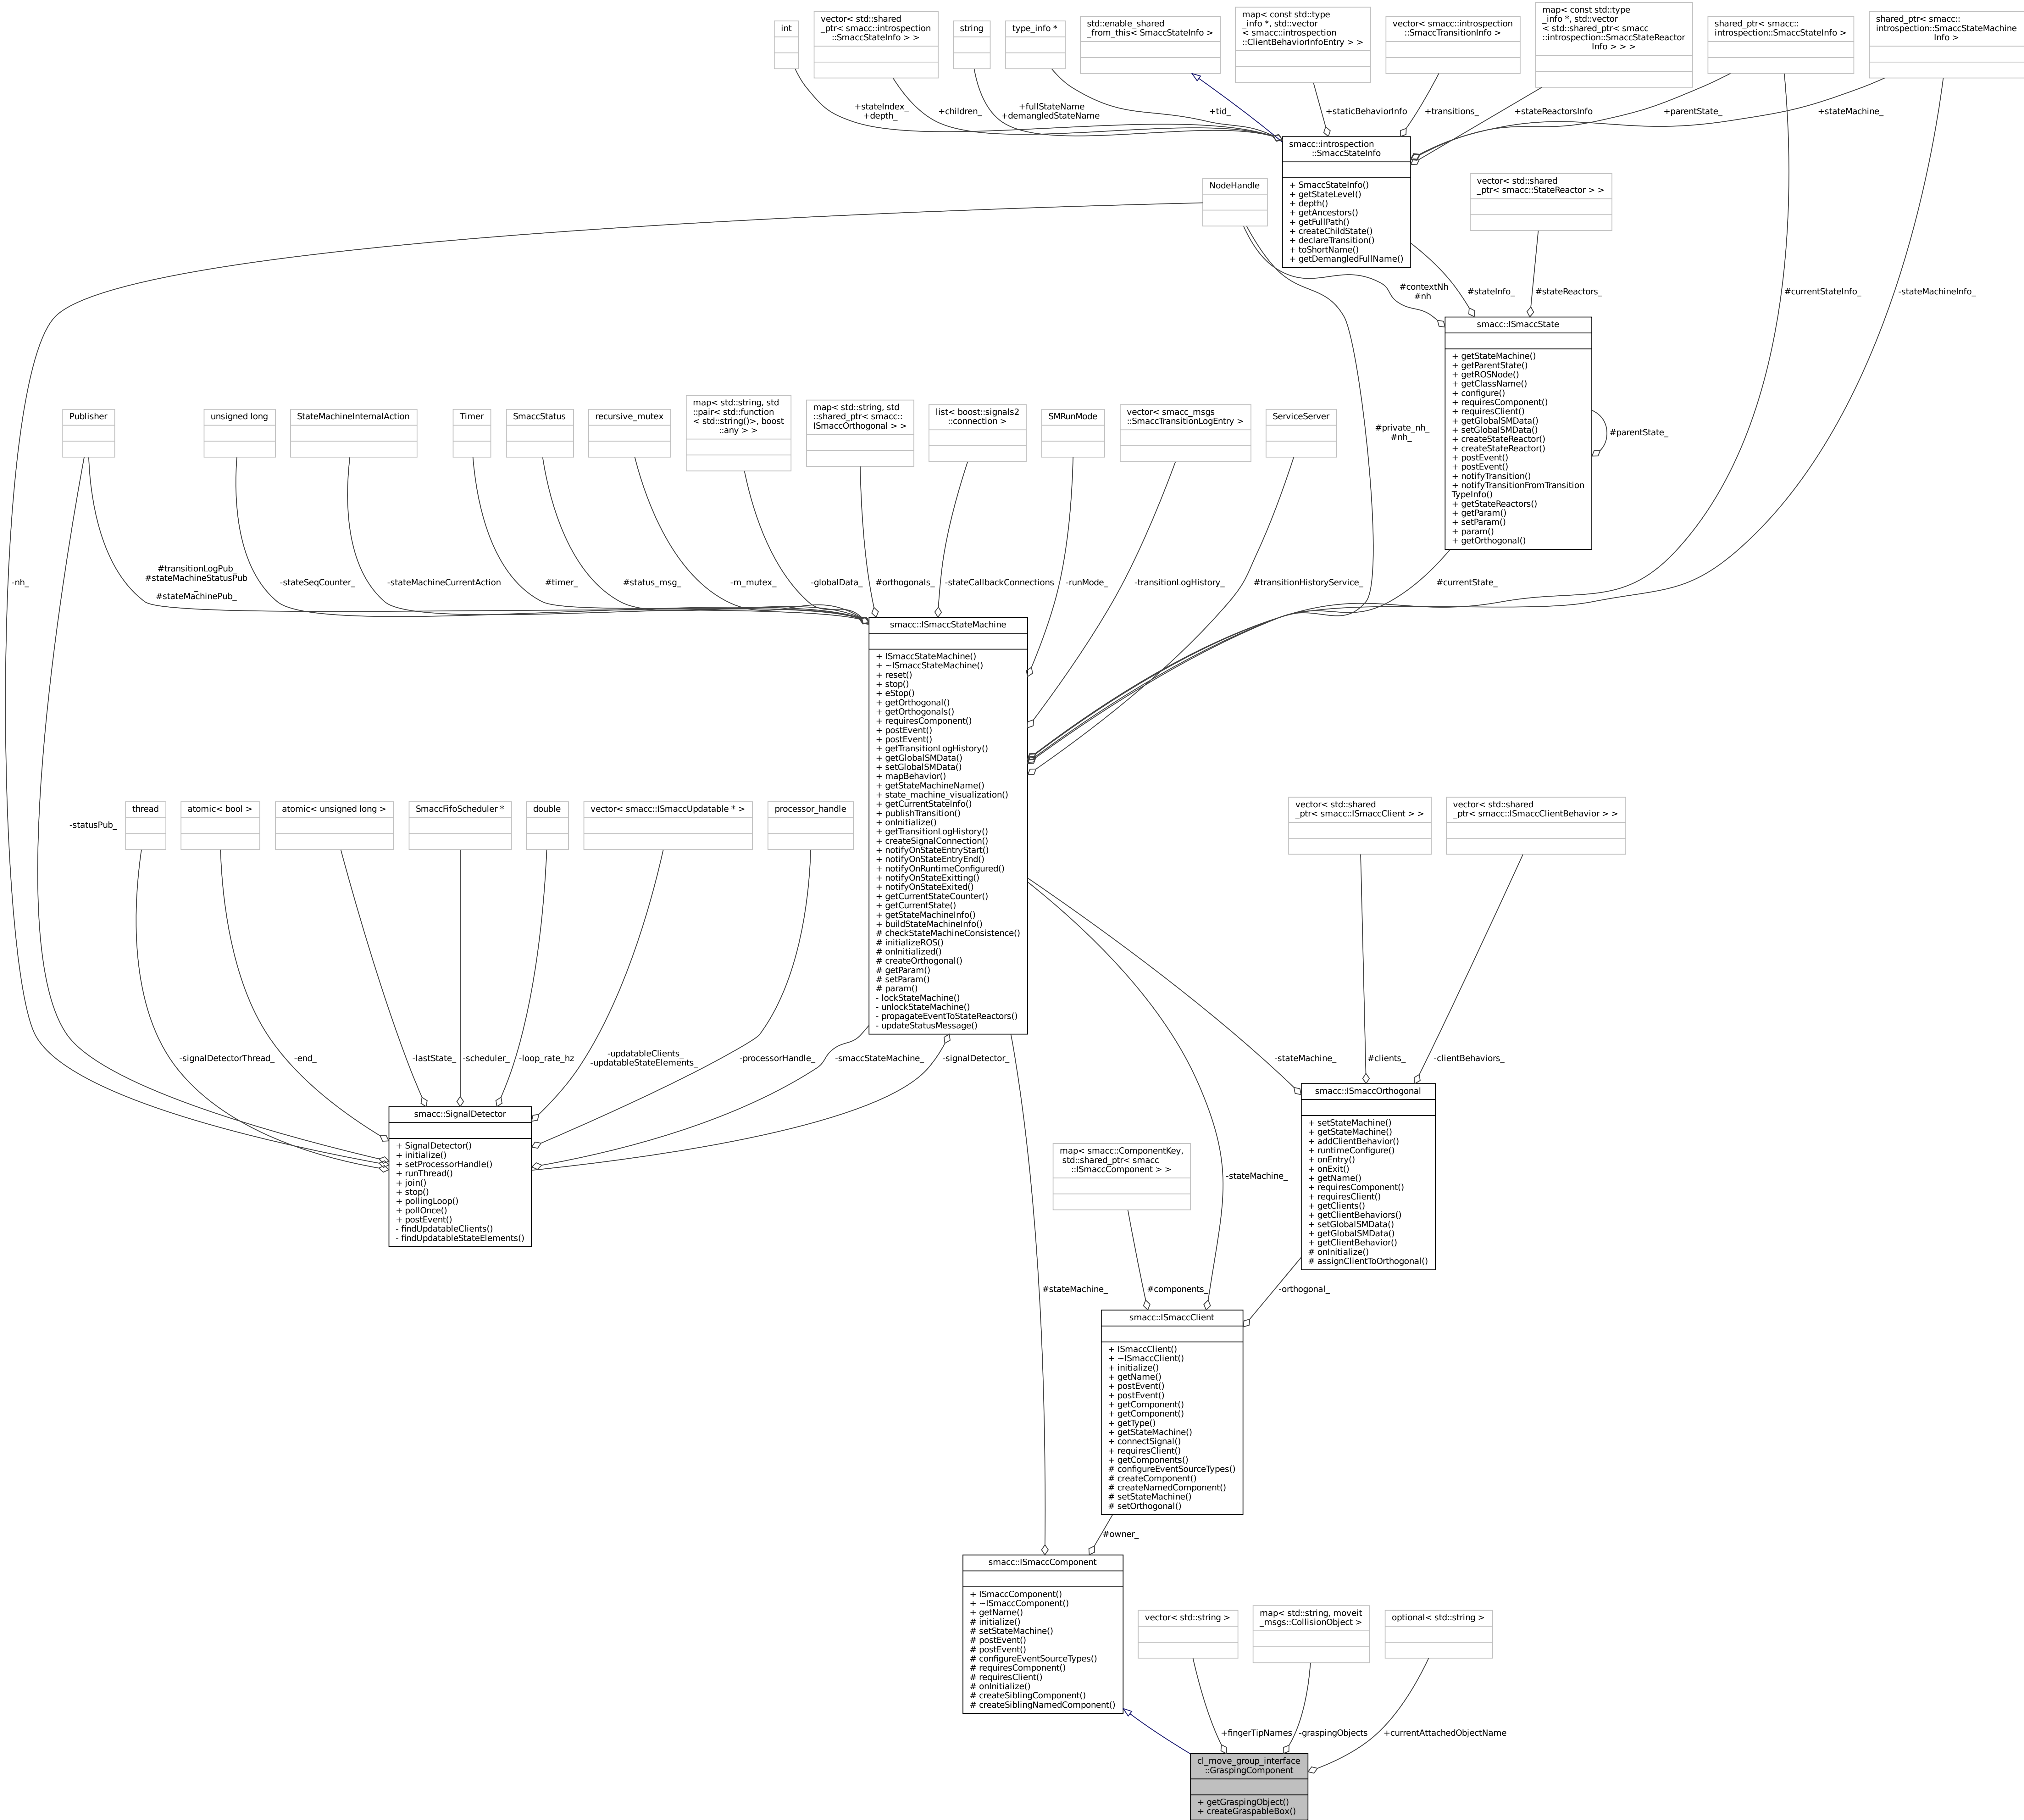 int
vector< std::shared
_ptr< smacc::introspection
::SmaccStateInfo > >
string
type_info *
std::enable_shared
_from_this< SmaccStateInfo >
map< const std::type
_info *, std::vector
< smacc::introspection
::ClientBehaviorInfoEntry > >
vector< smacc::introspection
::SmaccTransitionInfo >
map< const std::type
_info *, std::vector
< std::shared_ptr< smacc
::introspection::SmaccStateReactor
Info > > >
shared_ptr< smacc::
introspection::SmaccStateInfo >
shared_ptr< smacc::
introspection::SmaccStateMachine
Info >
+stateIndex_
+depth_
+children_
+fullStateName
+demangledStateName
+tid_
+staticBehaviorInfo
+transitions_
+stateReactorsInfo
+parentState_
+stateMachine_
smacc::introspection
::SmaccStateInfo
+ SmaccStateInfo()
+ getStateLevel()
+ depth()
+ getAncestors()
+ getFullPath()
+ createChildState()
+ declareTransition()
+ toShortName()
+ getDemangledFullName()
NodeHandle
vector< std::shared
_ptr< smacc::StateReactor > >
#contextNh
#nh
#stateInfo_
#stateReactors_
#currentStateInfo_
-stateMachineInfo_
smacc::ISmaccState
+ getStateMachine()
+ getParentState()
+ getROSNode()
+ getClassName()
+ configure()
+ requiresComponent()
+ requiresClient()
+ getGlobalSMData()
+ setGlobalSMData()
+ createStateReactor()
+ createStateReactor()
+ postEvent()
+ postEvent()
+ notifyTransition()
+ notifyTransitionFromTransition
TypeInfo()
+ getStateReactors()
+ getParam()
+ setParam()
+ param()
+ getOrthogonal()
#parentState_
Publisher
unsigned long
StateMachineInternalAction
Timer
SmaccStatus
recursive_mutex
map< std::string, std
::pair< std::function
< std::string()>, boost
::any > >
map< std::string, std
::shared_ptr< smacc::
ISmaccOrthogonal > >
list< boost::signals2
::connection >
SMRunMode
vector< smacc_msgs
::SmaccTransitionLogEntry >
ServiceServer
#private_nh_
#nh_
-nh_
#transitionLogPub_
#stateMachineStatusPub
_
#stateMachinePub_
-stateSeqCounter_
-stateMachineCurrentAction
#timer_
#status_msg_
-m_mutex_
-globalData_
#orthogonals_
-stateCallbackConnections
-runMode_
-transitionLogHistory_
#transitionHistoryService_
#currentState_
smacc::ISmaccStateMachine
+ ISmaccStateMachine()
+ ~ISmaccStateMachine()
+ reset()
+ stop()
+ eStop()
+ getOrthogonal()
+ getOrthogonals()
+ requiresComponent()
+ postEvent()
+ postEvent()
+ getTransitionLogHistory()
+ getGlobalSMData()
+ setGlobalSMData()
+ mapBehavior()
+ getStateMachineName()
+ state_machine_visualization()
+ getCurrentStateInfo()
+ publishTransition()
+ onInitialize()
+ getTransitionLogHistory()
+ createSignalConnection()
+ notifyOnStateEntryStart()
+ notifyOnStateEntryEnd()
+ notifyOnRuntimeConfigured()
+ notifyOnStateExitting()
+ notifyOnStateExited()
+ getCurrentStateCounter()
+ getCurrentState()
+ getStateMachineInfo()
+ buildStateMachineInfo()
# checkStateMachineConsistence()
# initializeROS()
# onInitialized()
# createOrthogonal()
# getParam()
# setParam()
# param()
- lockStateMachine()
- unlockStateMachine()
- propagateEventToStateReactors()
- updateStatusMessage()
-statusPub_
thread
atomic< bool >
atomic< unsigned long >
SmaccFifoScheduler *
double
vector< smacc::ISmaccUpdatable * >
processor_handle
vector< std::shared
_ptr< smacc::ISmaccClient > >
vector< std::shared
_ptr< smacc::ISmaccClientBehavior > >
-signalDetectorThread_
-end_
-lastState_
-scheduler_
-loop_rate_hz
-updatableClients_
-updatableStateElements_
-processorHandle_
-smaccStateMachine_
-signalDetector_
-stateMachine_
#clients_
-clientBehaviors_
smacc::SignalDetector
+ SignalDetector()
+ initialize()
+ setProcessorHandle()
+ runThread()
+ join()
+ stop()
+ pollingLoop()
+ pollOnce()
+ postEvent()
- findUpdatableClients()
- findUpdatableStateElements()
smacc::ISmaccOrthogonal
+ setStateMachine()
+ getStateMachine()
+ addClientBehavior()
+ runtimeConfigure()
+ onEntry()
+ onExit()
+ getName()
+ requiresComponent()
+ requiresClient()
+ getClients()
+ getClientBehaviors()
+ setGlobalSMData()
+ getGlobalSMData()
+ getClientBehavior()
# onInitialize()
# assignClientToOrthogonal()
map< smacc::ComponentKey,
std::shared_ptr< smacc
::ISmaccComponent > >
-stateMachine_
#stateMachine_
#components_
-orthogonal_
smacc::ISmaccClient
+ ISmaccClient()
+ ~ISmaccClient()
+ initialize()
+ getName()
+ postEvent()
+ postEvent()
+ getComponent()
+ getComponent()
+ getType()
+ getStateMachine()
+ connectSignal()
+ requiresClient()
+ getComponents()
# configureEventSourceTypes()
# createComponent()
# createNamedComponent()
# setStateMachine()
# setOrthogonal()
#owner_
smacc::ISmaccComponent
+ ISmaccComponent()
+ ~ISmaccComponent()
+ getName()
# initialize()
# setStateMachine()
# postEvent()
# postEvent()
# configureEventSourceTypes()
# requiresComponent()
# requiresClient()
# onInitialize()
# createSiblingComponent()
# createSiblingNamedComponent()
vector< std::string >
map< std::string, moveit
_msgs::CollisionObject >
optional< std::string >
+fingerTipNames
-graspingObjects
+currentAttachedObjectName
cl_move_group_interface
::GraspingComponent
+ getGraspingObject()
+ createGraspableBox()